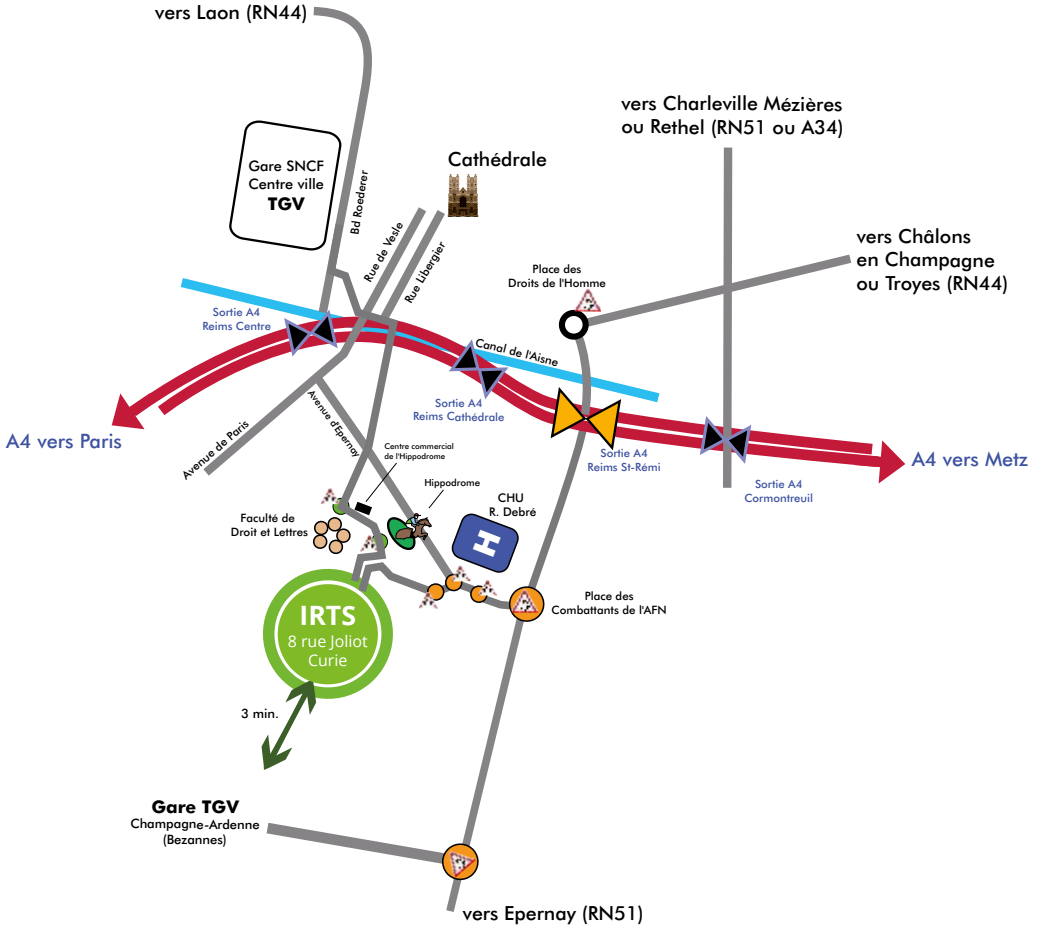 vers Laon (RN44)
vers Charleville Mézières
ou Rethel (RN51 ou A34)
Gare SNCF
Centre ville
TGV
Cathédrale
Bd Roederer
Rue de Vesle
Rue Libergier
vers Châlons
en Champagne
ou Troyes (RN44)
Place des
Droits de l'Homme
Sortie A4
Reims Centre
Canal de l'Aisne
Sortie A4
Reims Cathédrale
A4 vers Paris
Avenue de Paris
Avenue d'Epernay
Centre commercial
de l'Hippodrome
Sortie A4
Reims St-Rémi
A4 vers Metz
Sortie A4
Cormontreuil
Hippodrome
CHU
R. Debré
H
Faculté de
Droit et Lettres
Place des
Combattants de l'AFN
IRTS
8 rue Joliot
Curie
3 min.
Gare TGV
Champagne-Ardenne
(Bezannes)
vers Epernay (RN51)